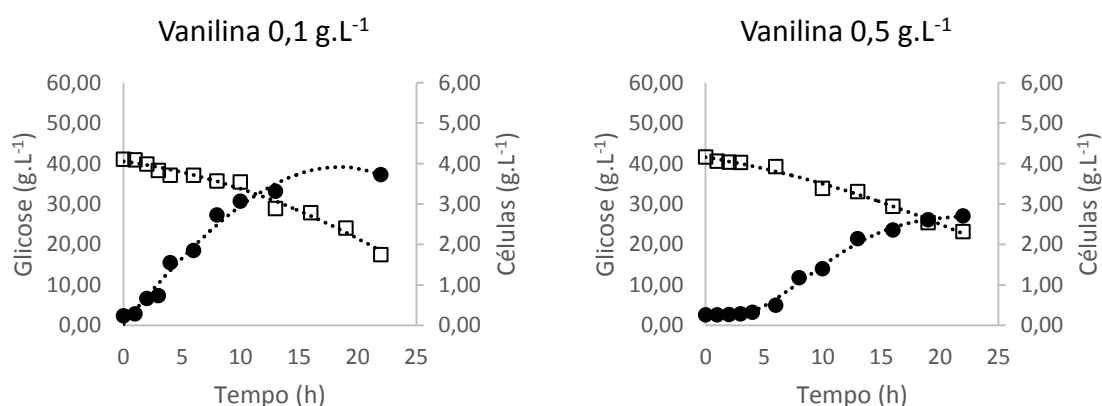 Vanilina 0,1 g.L-1
60,00
50,00
40,00
30,00
20,00
10,00
0,00
Glicose (g.L-1)
6,00
5,00
4,00
3,00
2,00
1,00
0,00
Células (g.L-1)
0 5 10 15 20 25
Tempo (h)
Vanilina 0,5 g.L-1
60,00
50,00
40,00
30,00
20,00
10,00
0,00
Glicose (g.L-1)
6,00
5,00
4,00
3,00
2,00
1,00
0,00
Células (g.L-1)
0 5 10 15 20 25
Tempo (h)